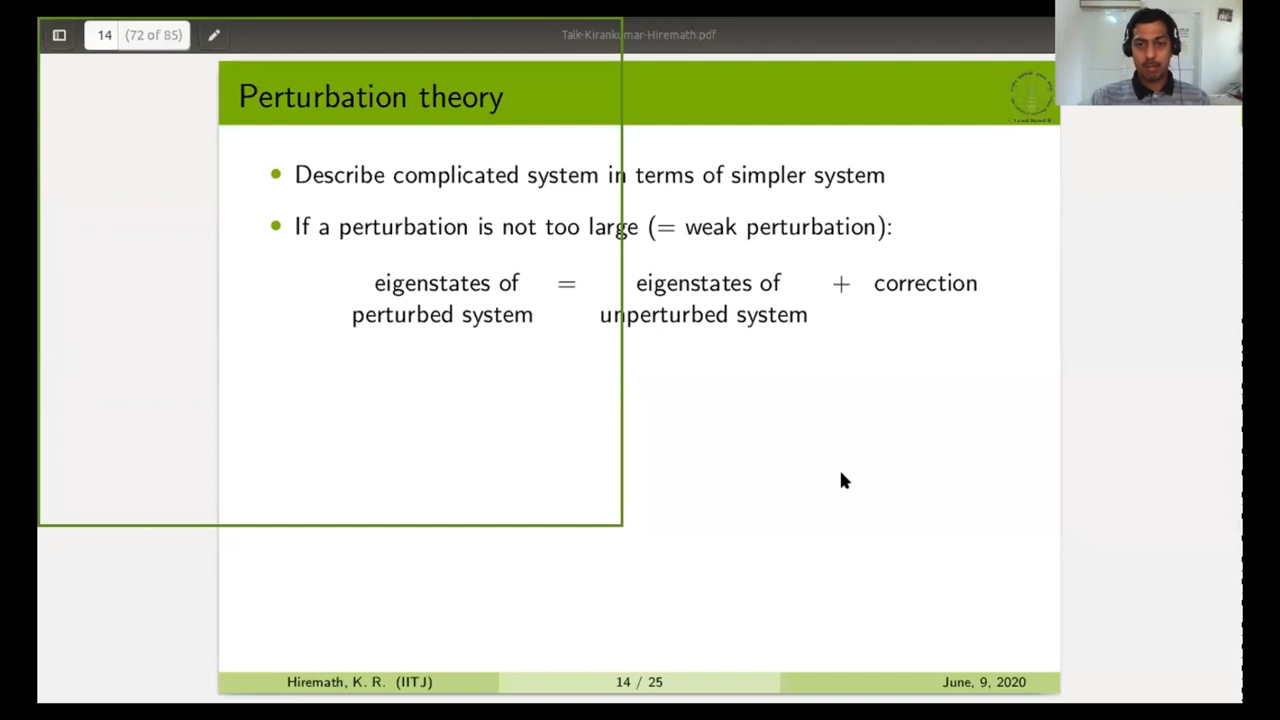 14 (72 of 85)
Talk-Kirankumar-Hiremath.pdf
Perturbation theory
Describe complicated system in terms of simpler system
If a perturbation is not too large (= weak perturbation):
eigenstates of = eigenstates of + correction
perturbed system unperturbed system
Hiremath, K. R. (IITJ) 14 / 25 June, 9, 2020